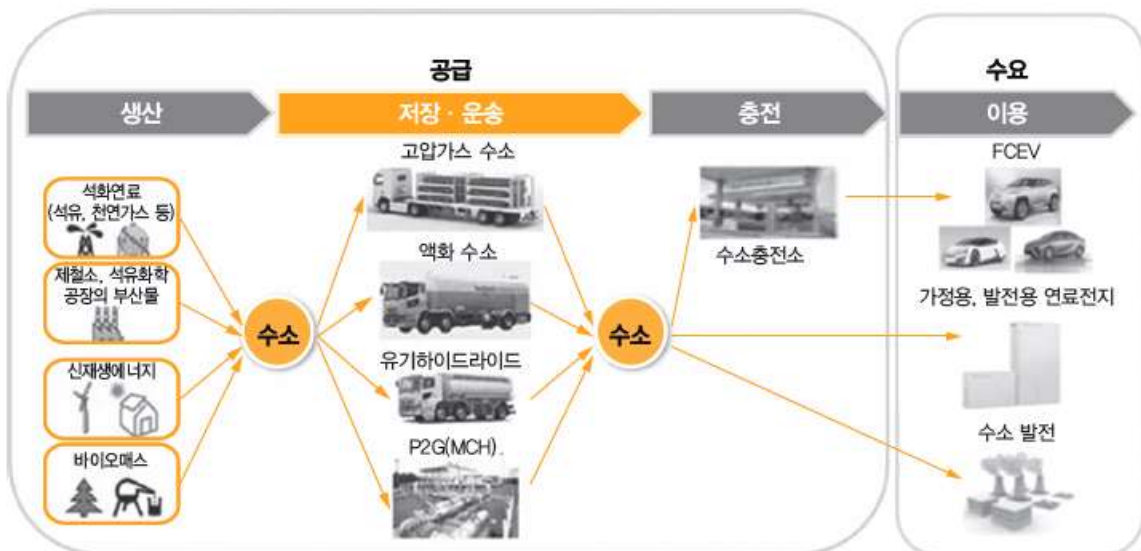 공급
수요
생산
저장 · 운송
충전
이용
석화연료
(석유, 천연가스 등)
제철소, 석유화학
공장의 부산물
신재생에너지
바이오매스
수소
고압가스 수소
액화 수소
유기하이드라이드
P2G(MCH).
수소
수소충전소
FCEV
가정용, 발전용 연료전지
수소 발전